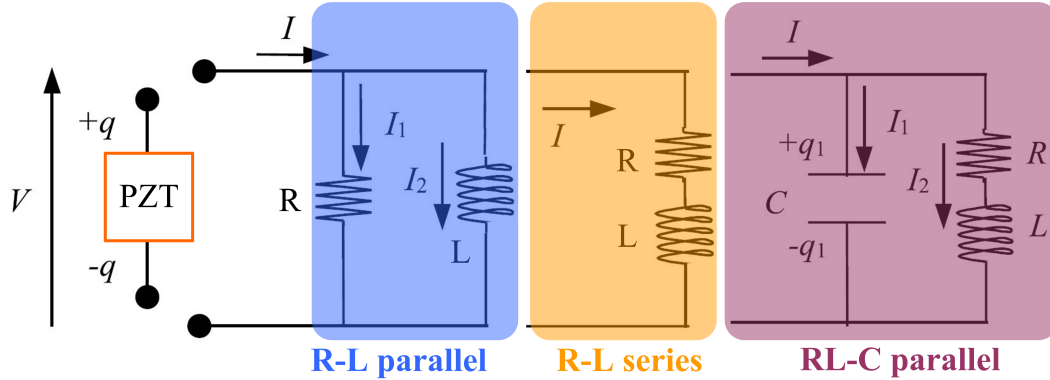 V
+q
PZT
-q
I
I1
R
I2
L
R-L parallel
I
R
L
R-L series
I
I1
+q1
C
-q1
I2
R
L
RL-C parallel